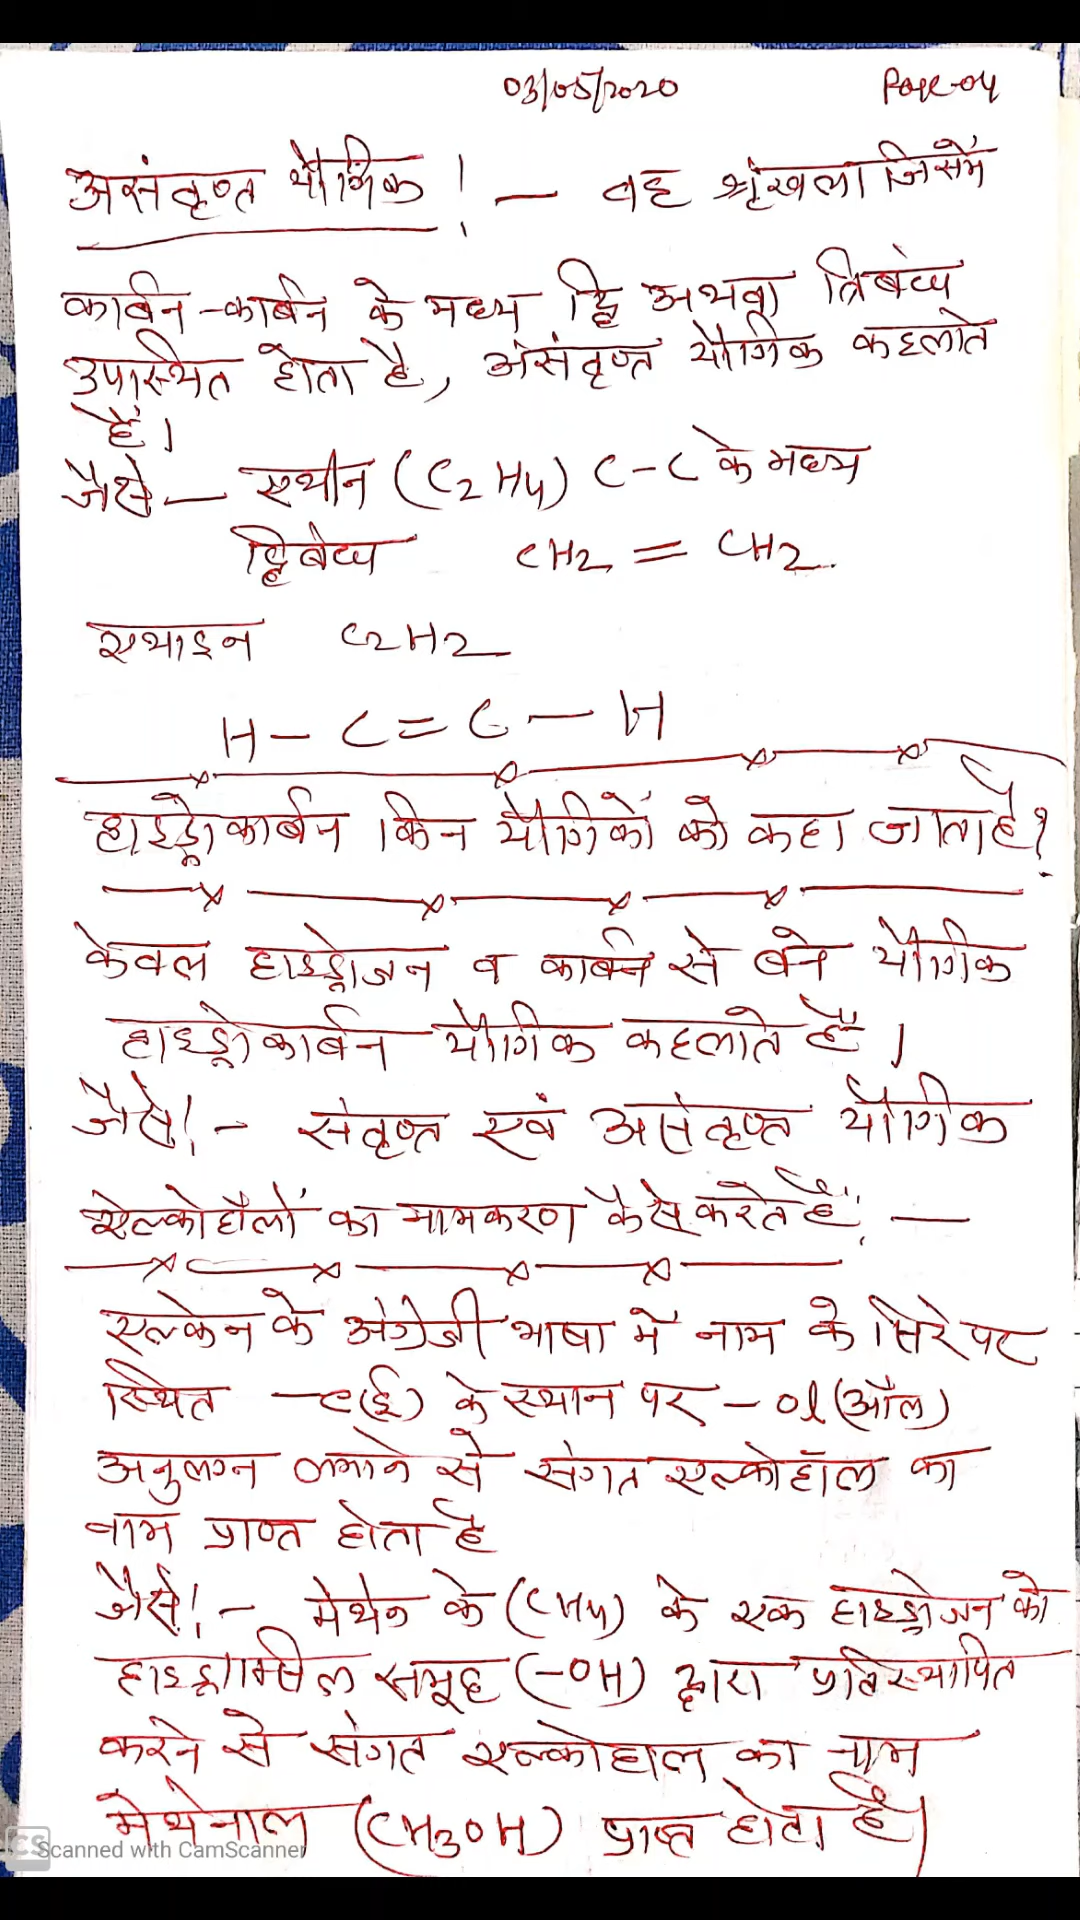 03/05/2020 Page-04
असंतृप्त यौगिक :- वह श्रृंखला जिसमें
कार्बन-कार्बन के मध्य द्वि अथवा त्रिबंध
उपस्थित होता है, असंतृप्त यौगिक कहलाते
हैं।
जैसे - एथीन (C2H4) C-C के मध्य
द्विबंध CH2 = CH2.
एथाइन C2H2
H - C = C - H
हाइड्रोकार्बन किन यौगिकों को कहा जाता है?
केवल हाइड्रोजन व कार्बन से बने यौगिक
हाइड्रोकार्बन यौगिक कहलाते हैं।
जैसे :- संतृप्त एवं असंतृप्त यौगिक
ऐल्कोहौलों का नामकरण कैसे करते हैं :-
एल्केन के अंग्रेजी भाषा में नाम के सिरे पर
स्थित -e(ई) के स्थान पर -ol (ऑल)
अनुलग्न लगाने से संगत एल्कोहॉल का
नाम प्राप्त होता है
जैसे :- मेथेन के (CH4) के एक हाइड्रोजन को
हाइड्राक्सिल समूह (-OH) द्वारा प्रतिस्थापित
करने से संगत एल्कोहाल का नाम
मेथेनाल (CH3OH) प्राप्त होता है।
CS Scanned with CamScanner